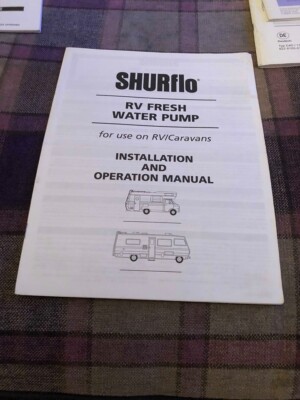 SHURflo®
RV FRESH
WATER PUMP
for use on RV/Caravans
INSTALLATION
AND
OPERATION MANUAL